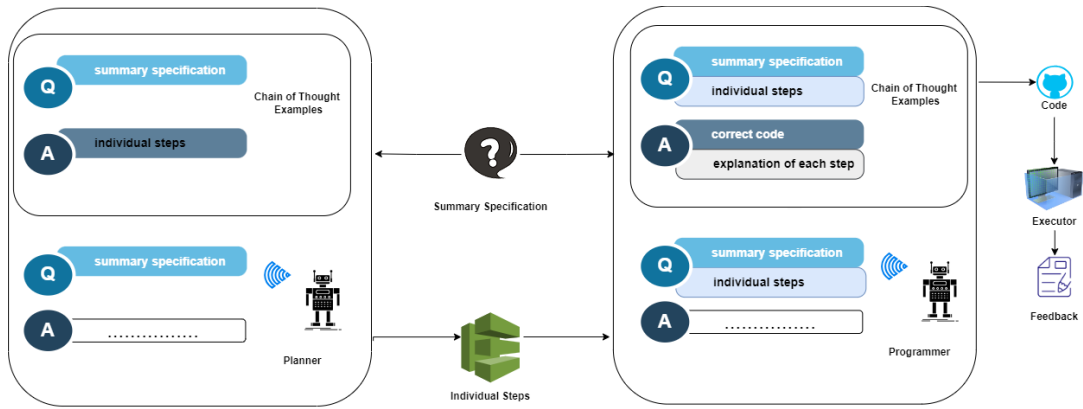 Q
summary specification
A
individual steps
Chain of Thought
Examples
Q
summary specification
A
................
Planner
?
Summary Specification
Individual Steps
Q
summary specification
individual steps
A
correct code
explanation of each step
Chain of Thought
Examples
Q
summary specification
individual steps
A
................
Programmer
Code
Executor
Feedback